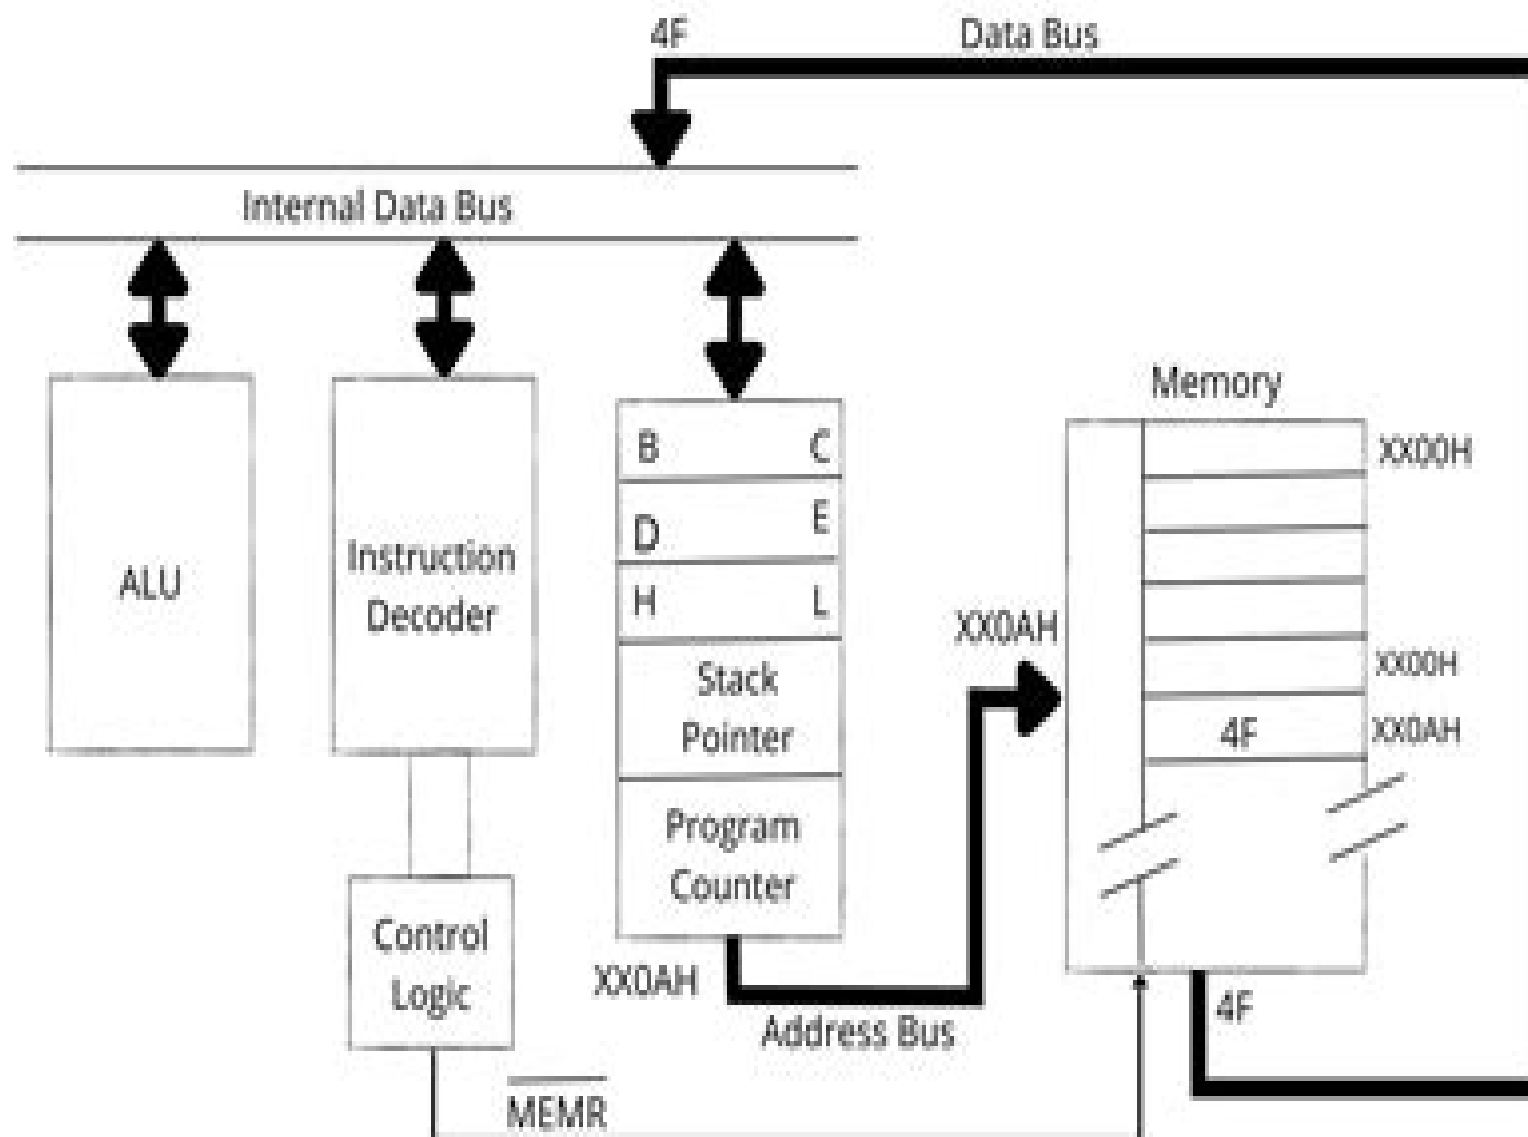 4F
Data Bus
Internal Data Bus
ALU
Instruction
Decoder
B C
D E
H L
Stack
Pointer
Program
Counter
Control
Logic
MEMR
XX0AH
Address Bus
XX0AH
Memory
XX00H
XX00H
4F XX0AH
4F